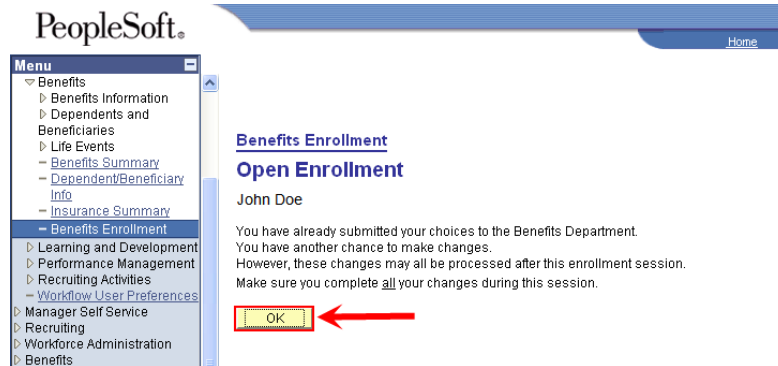 PeopleSoft.
Home
Menu
Benefits
Benefits Information
Dependents and
Beneficiaries
Life Events
Benefits Summary
Dependent/Beneficiary
Info
Insurance Summary
Benefits Enrollment
Learning and Development
Performance Management
Recruiting Activities
Workflow User Preferences
Manager Self Service
Recruiting
Workforce Administration
Benefits
Benefits Enrollment
Open Enrollment
John Doe
You have already submitted your choices to the Benefits Department.
You have another chance to make changes.
However, these changes may all be processed after this enrollment session.
Make sure you complete all your changes during this session.
OK